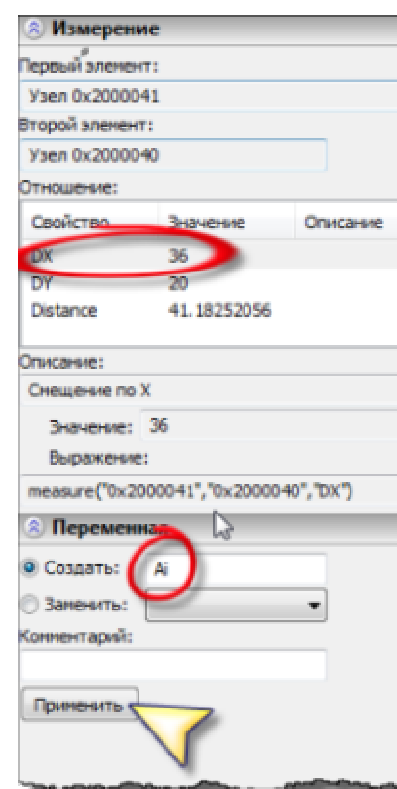 Измерение
Первый элемент:
Узел 0x2000041
Второй элемент:
Узел 0x2000040
Отношение:
Свойство Значение Описание
DX 36
DY 20
Distance 41.18252056
Описание:
Смещение по X
Значение: 36
Выражение:
measure("0x2000041","0x2000040","DX")
Переменная
Создать: Ai
Заменить:
Комментарий:
Применить